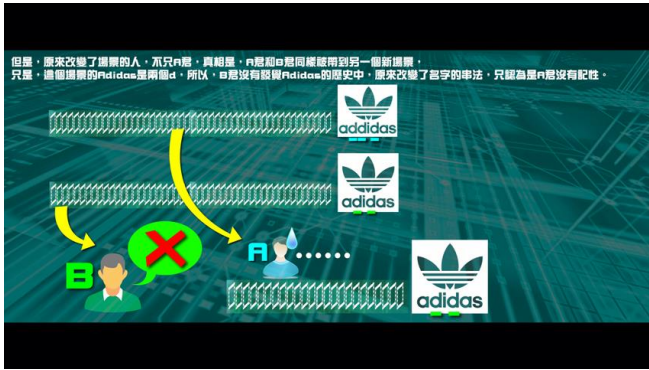 但是，原來改變了場景的人，不只A君，真相是，A君和B君同樣被帶到另一個新場景，
只是，這個場景的Adidas是兩個d，所以，B君沒有發覺Adidas的歷史中，原來改變了名字的串法，只認為是A君沒有記性。
addidas
adidas
A
......
B
adidas